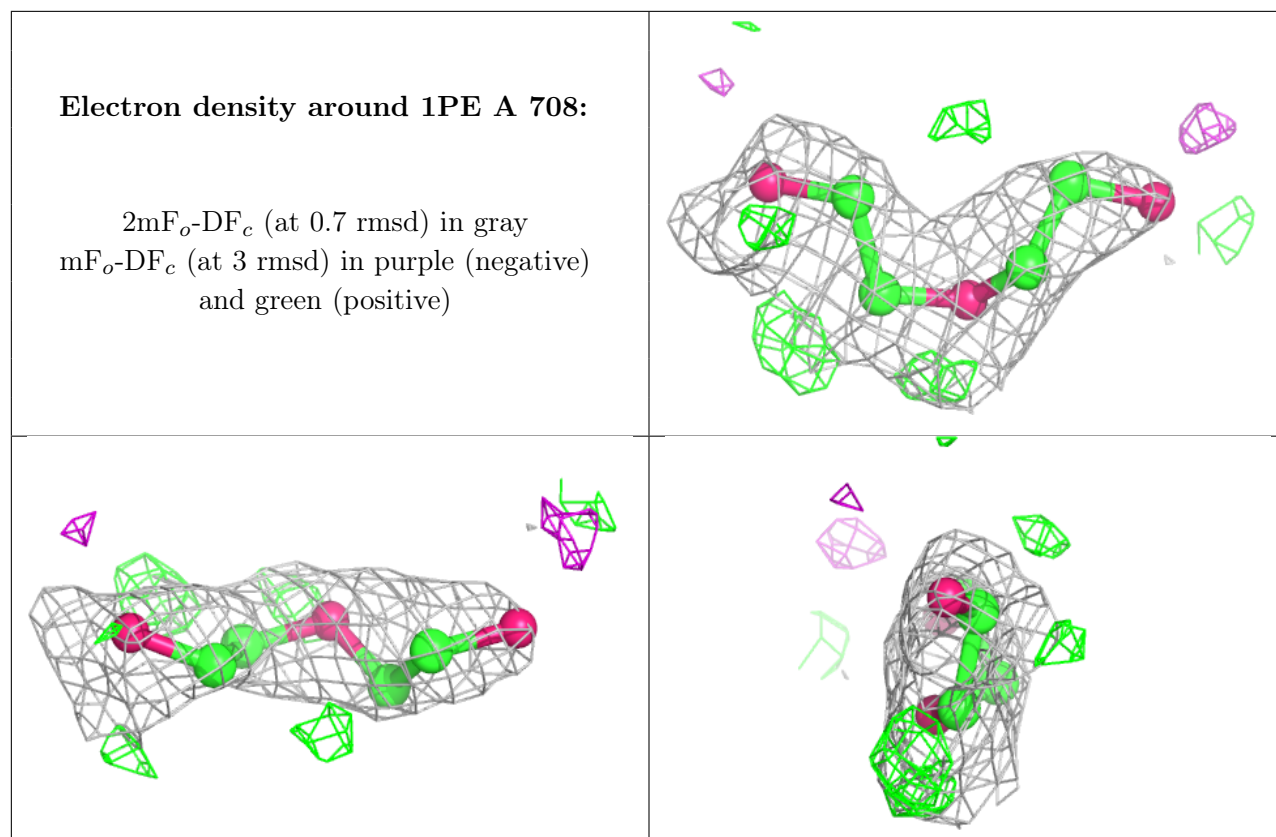 Electron density around 1PE A 708:
2mFo-DFc (at 0.7 rmsd) in gray
mFo-DFc (at 3 rmsd) in purple (negative)
and green (positive)